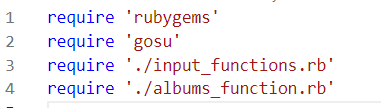 1 require 'rubygems'
2 require 'gosu'
3 require './input_functions.rb'
4 require './albums_function.rb'